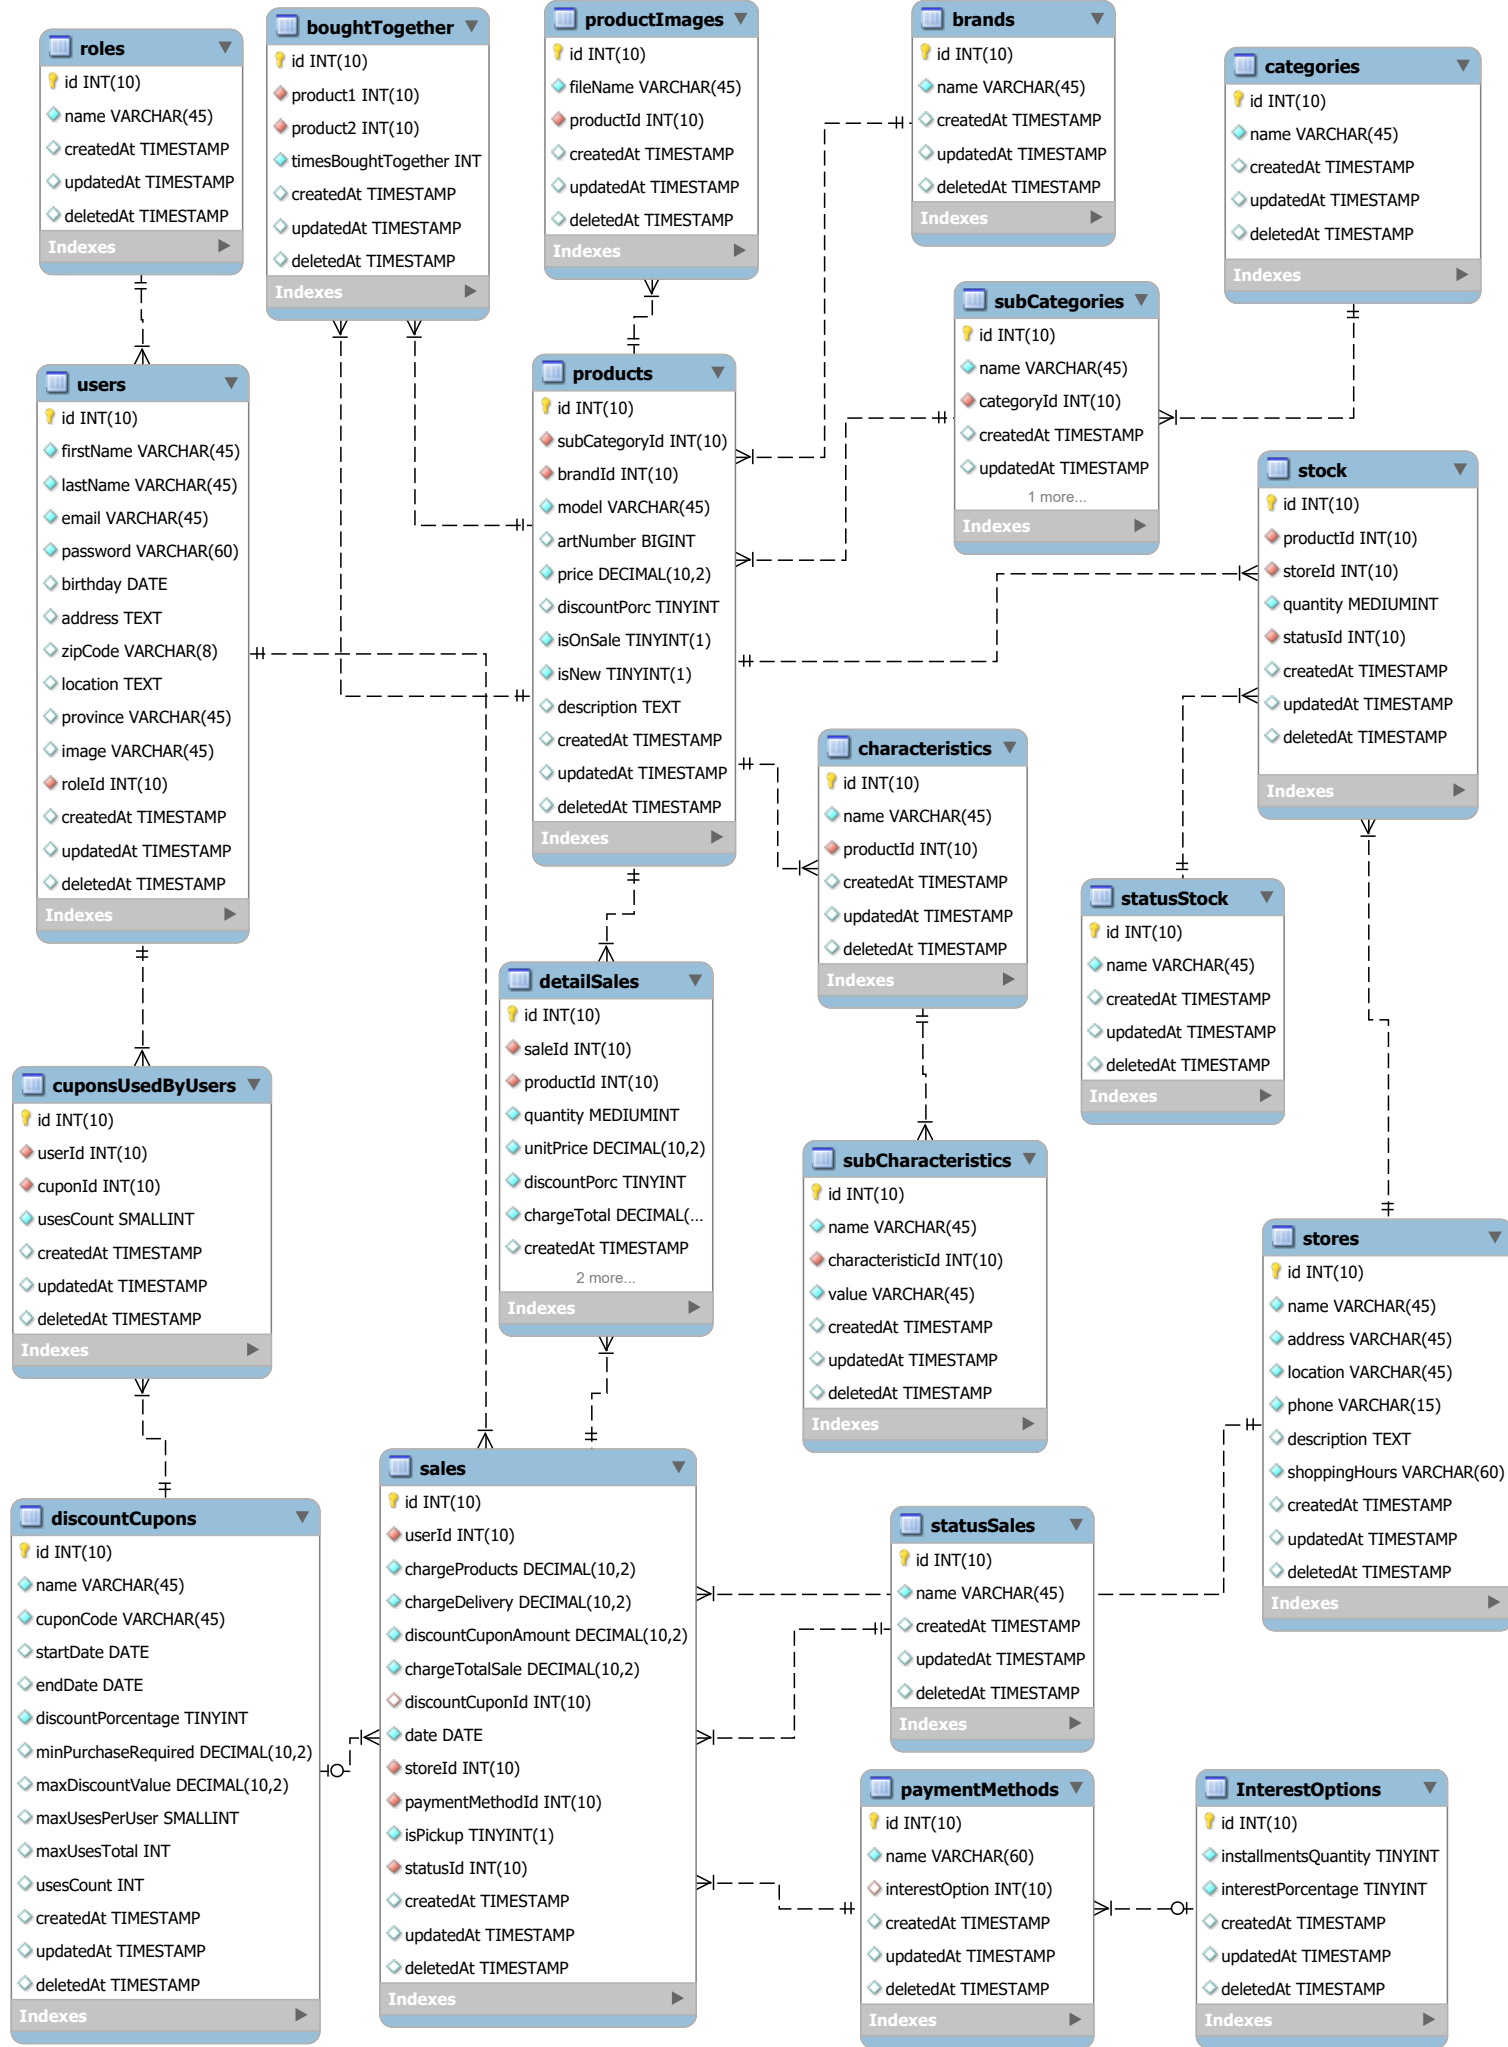 roles
id INT(10)
name VARCHAR(45)
createdAt TIMESTAMP
updatedAt TIMESTAMP
deletedAt TIMESTAMP
Indexes
boughtTogether
id INT(10)
product1 INT(10)
product2 INT(10)
timesBoughtTogether INT
createdAt TIMESTAMP
updatedAt TIMESTAMP
deletedAt TIMESTAMP
Indexes
productImages
id INT(10)
fileName VARCHAR(45)
productId INT(10)
createdAt TIMESTAMP
updatedAt TIMESTAMP
deletedAt TIMESTAMP
Indexes
brands
id INT(10)
name VARCHAR(45)
createdAt TIMESTAMP
updatedAt TIMESTAMP
deletedAt TIMESTAMP
Indexes
categories
id INT(10)
name VARCHAR(45)
createdAt TIMESTAMP
updatedAt TIMESTAMP
deletedAt TIMESTAMP
Indexes
subCategories
id INT(10)
name VARCHAR(45)
categoryId INT(10)
createdAt TIMESTAMP
updatedAt TIMESTAMP
1 more...
Indexes
users
id INT(10)
firstName VARCHAR(45)
lastName VARCHAR(45)
email VARCHAR(45)
password VARCHAR(60)
birthday DATE
address TEXT
zipCode VARCHAR(8)
location TEXT
province VARCHAR(45)
image VARCHAR(45)
roleId INT(10)
createdAt TIMESTAMP
updatedAt TIMESTAMP
deletedAt TIMESTAMP
Indexes
products
id INT(10)
subCategoryId INT(10)
brandId INT(10)
model VARCHAR(45)
artNumber BIGINT
price DECIMAL(10,2)
discountPorc TINYINT
isOnSale TINYINT(1)
isNew TINYINT(1)
description TEXT
createdAt TIMESTAMP
updatedAt TIMESTAMP
deletedAt TIMESTAMP
Indexes
stock
id INT(10)
productId INT(10)
storeId INT(10)
quantity MEDIUMINT
statusId INT(10)
createdAt TIMESTAMP
updatedAt TIMESTAMP
deletedAt TIMESTAMP
Indexes
characteristics
id INT(10)
name VARCHAR(45)
productId INT(10)
createdAt TIMESTAMP
updatedAt TIMESTAMP
deletedAt TIMESTAMP
Indexes
statusStock
id INT(10)
name VARCHAR(45)
createdAt TIMESTAMP
updatedAt TIMESTAMP
deletedAt TIMESTAMP
Indexes
detailSales
id INT(10)
saleId INT(10)
productId INT(10)
quantity MEDIUMINT
unitPrice DECIMAL(10,2)
discountPorc TINYINT
chargeTotal DECIMAL(...
createdAt TIMESTAMP
2 more...
Indexes
cuponsUsedByUsers
id INT(10)
userId INT(10)
cuponId INT(10)
usesCount SMALLINT
createdAt TIMESTAMP
updatedAt TIMESTAMP
deletedAt TIMESTAMP
Indexes
subCharacteristics
id INT(10)
name VARCHAR(45)
characteristicId INT(10)
value VARCHAR(45)
createdAt TIMESTAMP
updatedAt TIMESTAMP
deletedAt TIMESTAMP
Indexes
stores
id INT(10)
name VARCHAR(45)
address VARCHAR(45)
location VARCHAR(45)
phone VARCHAR(15)
description TEXT
shoppingHours VARCHAR(60)
createdAt TIMESTAMP
updatedAt TIMESTAMP
deletedAt TIMESTAMP
Indexes
discountCupons
id INT(10)
name VARCHAR(45)
cuponCode VARCHAR(45)
startDate DATE
endDate DATE
discountPorcentage TINYINT
minPurchaseRequired DECIMAL(10,2)
maxDiscountValue DECIMAL(10,2)
maxUsesPerUser SMALLINT
maxUsesTotal INT
usesCount INT
createdAt TIMESTAMP
updatedAt TIMESTAMP
deletedAt TIMESTAMP
Indexes
sales
id INT(10)
userId INT(10)
chargeProducts DECIMAL(10,2)
chargeDelivery DECIMAL(10,2)
discountCuponAmount DECIMAL(10,2)
chargeTotalSale DECIMAL(10,2)
discountCuponId INT(10)
date DATE
storeId INT(10)
paymentMethodId INT(10)
isPickup TINYINT(1)
statusId INT(10)
createdAt TIMESTAMP
updatedAt TIMESTAMP
deletedAt TIMESTAMP
Indexes
statusSales
id INT(10)
name VARCHAR(45)
createdAt TIMESTAMP
updatedAt TIMESTAMP
deletedAt TIMESTAMP
Indexes
paymentMethods
id INT(10)
name VARCHAR(60)
interestOption INT(10)
createdAt TIMESTAMP
updatedAt TIMESTAMP
deletedAt TIMESTAMP
Indexes
InterestOptions
id INT(10)
installmentsQuantity TINYINT
interestPorcentage TINYINT
createdAt TIMESTAMP
updatedAt TIMESTAMP
deletedAt TIMESTAMP
Indexes